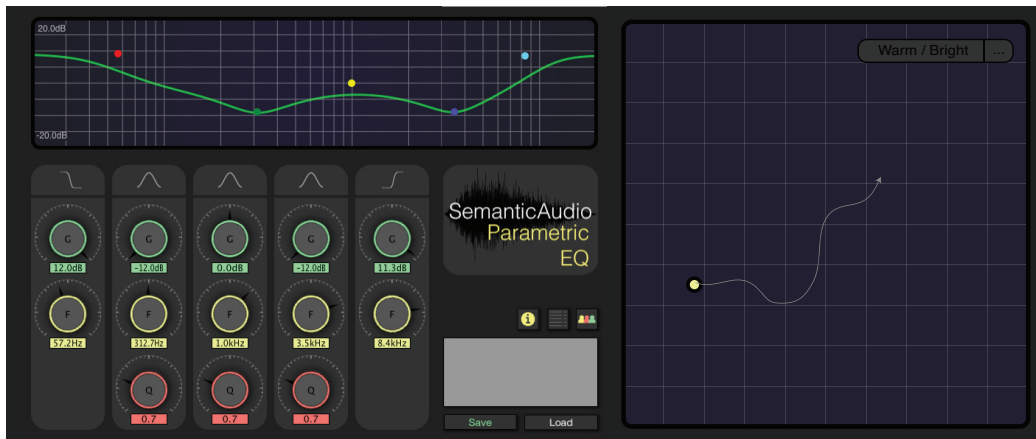 20.0dB
-20.0dB
Warm / Bright ...
SemanticAudio
Parametric
EQ
G G G G G
12.0dB -12.0dB 0.0dB -12.0dB 11.3dB
F F F F F
57.2Hz 312.7Hz 1.0kHz 3.5kHz 8.4kHz
i
Q Q Q
0.7 0.7 0.7
Save Load